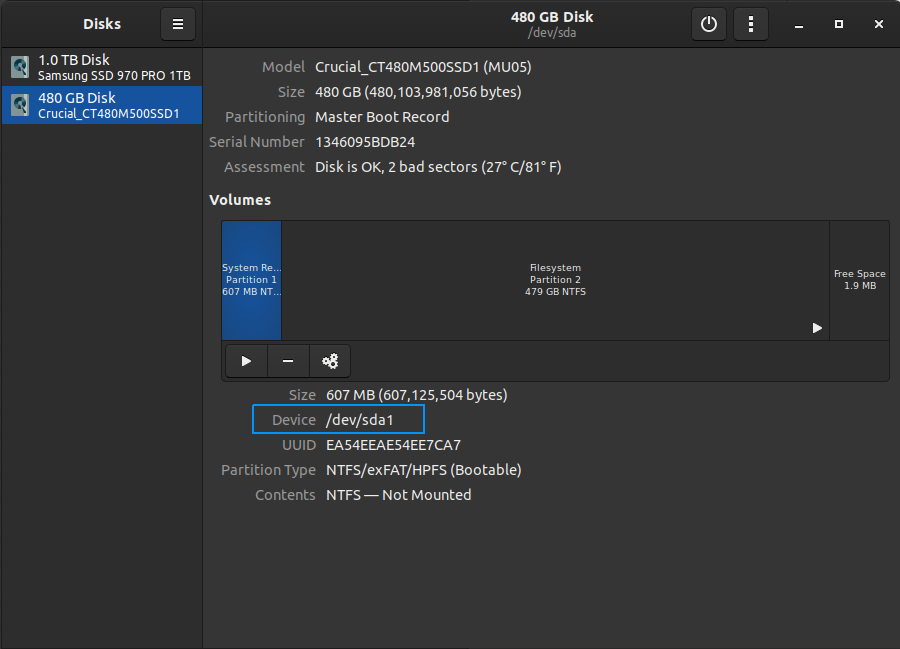 Disks
480 GB Disk
/dev/sda
1.0 TB Disk
Samsung SSD 970 PRO 1TB
480 GB Disk
Crucial_CT480M500SSD1
Model Crucial_CT480M500SSD1 (MU05)
Size 480 GB (480,103,981,056 bytes)
Partitioning Master Boot Record
Serial Number 1346095BDB24
Assessment Disk is OK, 2 bad sectors (27° C/81° F)
Volumes
System Re...
Partition 1
607 MB NT...
Filesystem
Partition 2
479 GB NTFS
Free Space
1.9 MB
Size 607 MB (607,125,504 bytes)
Device /dev/sda1
UUID EA54EEAE54EE7CA7
Partition Type NTFS/exFAT/HPFS (Bootable)
Contents NTFS — Not Mounted